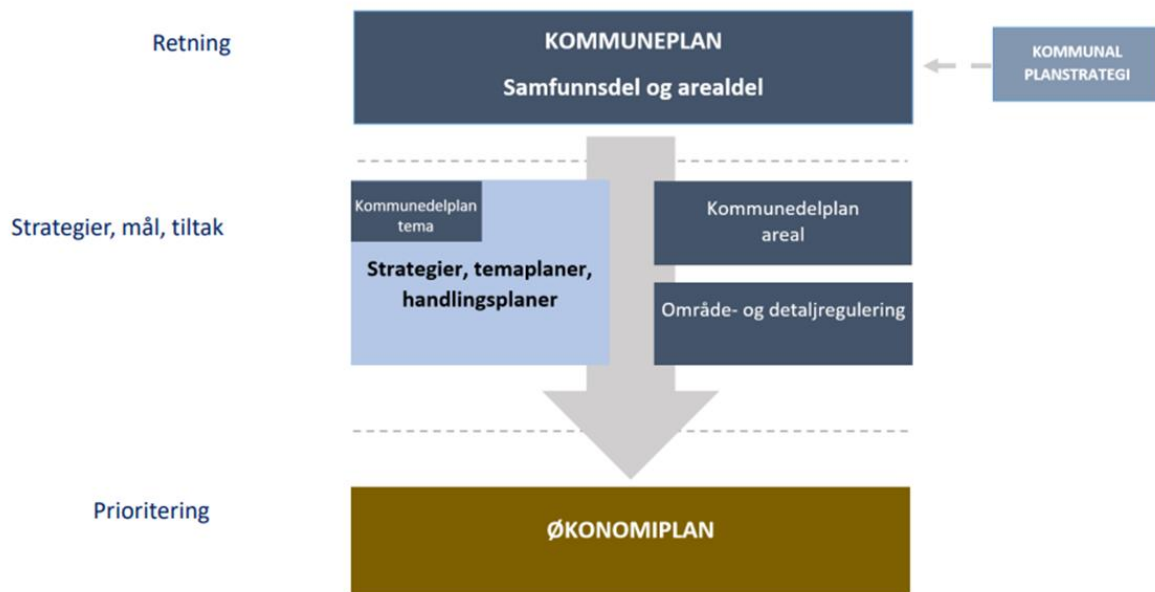 Retning
KOMMUNEPLAN
Samfunnsdel og arealdel
KOMMUNAL
PLANSTRATEGI
Strategier, mål, tiltak
Kommunedelplan
tema
Strategier, temaplaner,
handlingsplaner
Kommunedelplan
areal
Område- og detaljregulering
Prioritering
ØKONOMIPLAN